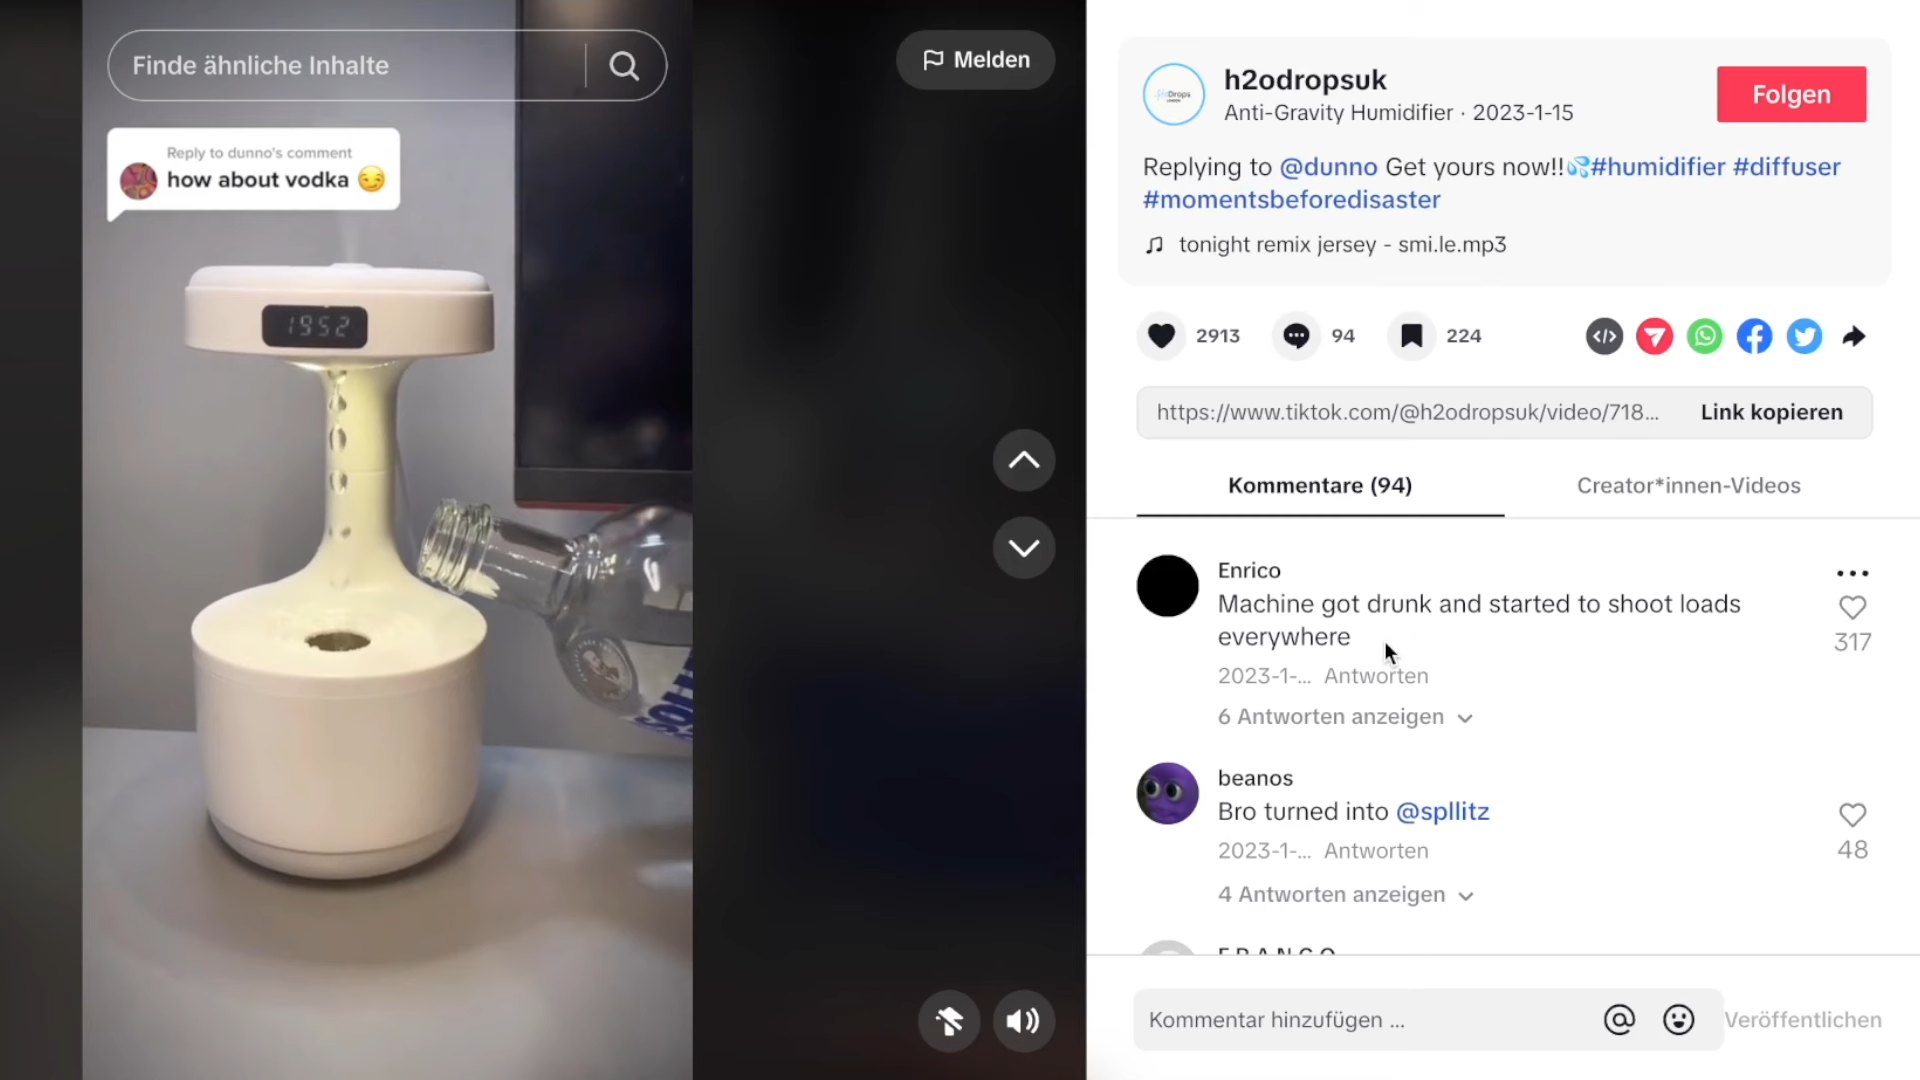 Finde ähnliche Inhalte
Melden
Reply to dunno's comment
how about vodka 😏
1952
Drops
h2odropsuk
Anti-Gravity Humidifier · 2023-1-15
Folgen
Replying to @dunno Get yours now!!💦#humidifier #diffuser
#momentsbeforedisaster
tonight remix jersey - smi.le.mp3
2913
94
224
https://www.tiktok.com/@h2odropsuk/video/718...
Link kopieren
Kommentare (94)
Creator*innen-Videos
Enrico
Machine got drunk and started to shoot loads
everywhere
317
2023-1-... Antworten
6 Antworten anzeigen
beanos
Bro turned into @spllitz
48
2023-1-... Antworten
4 Antworten anzeigen
Kommentar hinzufügen ...
Veröffentlichen